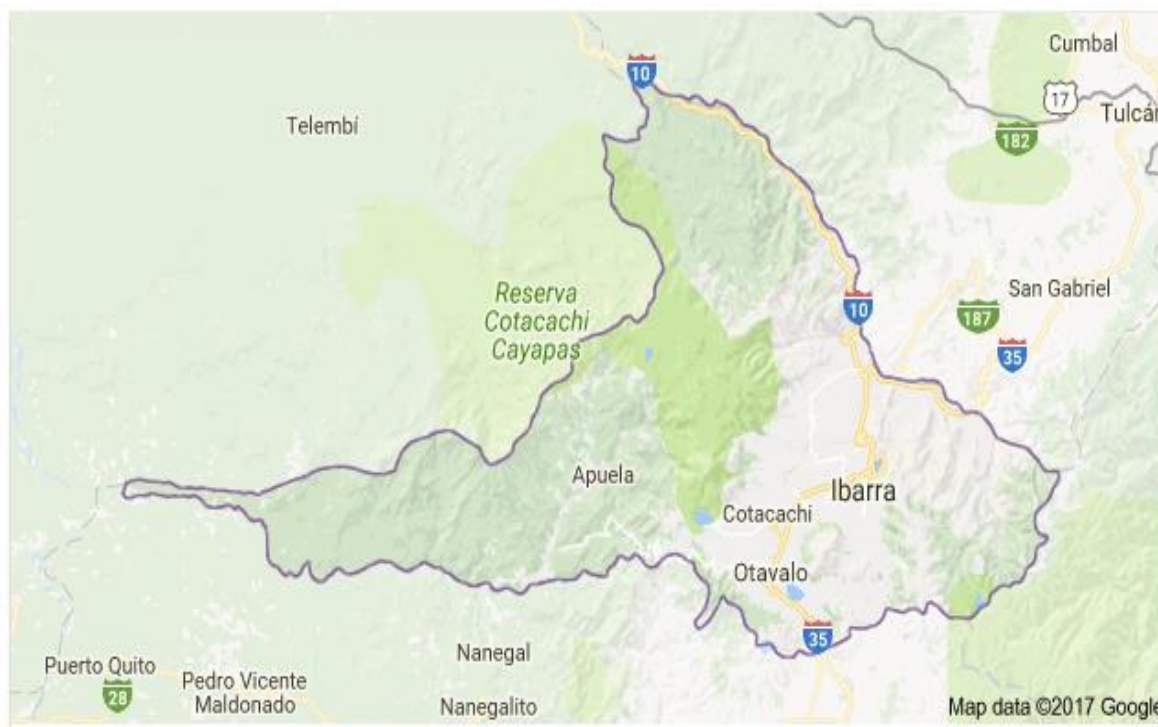 Cumbal
10
17
Tulcán
Telembí
182
Reserva
Cotacachi
Cayapas
San Gabriel
10
187
35
Apuela
Ibarra
Cotacachi
Otavalo
35
Nanegal
Puerto Quito
Pedro Vicente
Maldonado
28
Nanegalito
Map data ©2017 Google